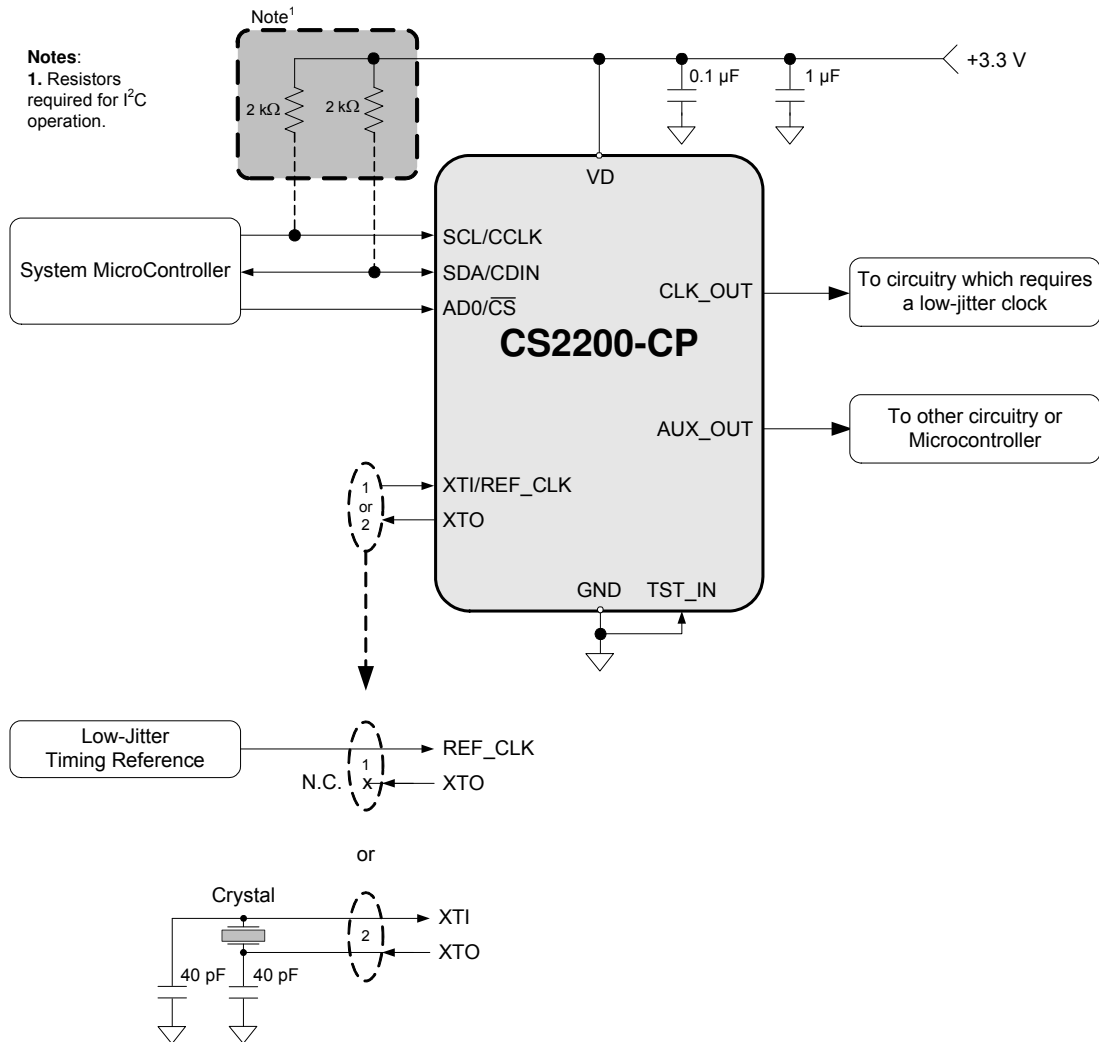 Note¹
Notes:
1. Resistors
required for I²C
operation.
2 kΩ
2 kΩ
0.1 µF
1 µF
+3.3 V
VD
System MicroController
SCL/CCLK
SDA/CDIN
AD0/C̅S̅
CS2200-CP
CLK_OUT
To circuitry which requires
a low-jitter clock
AUX_OUT
To other circuitry or
Microcontroller
1
or
2
XTI/REF_CLK
XTO
GND
TST_IN
Low-Jitter
Timing Reference
1
REF_CLK
N.C.
x
XTO
or
Crystal
2
XTI
XTO
40 pF
40 pF